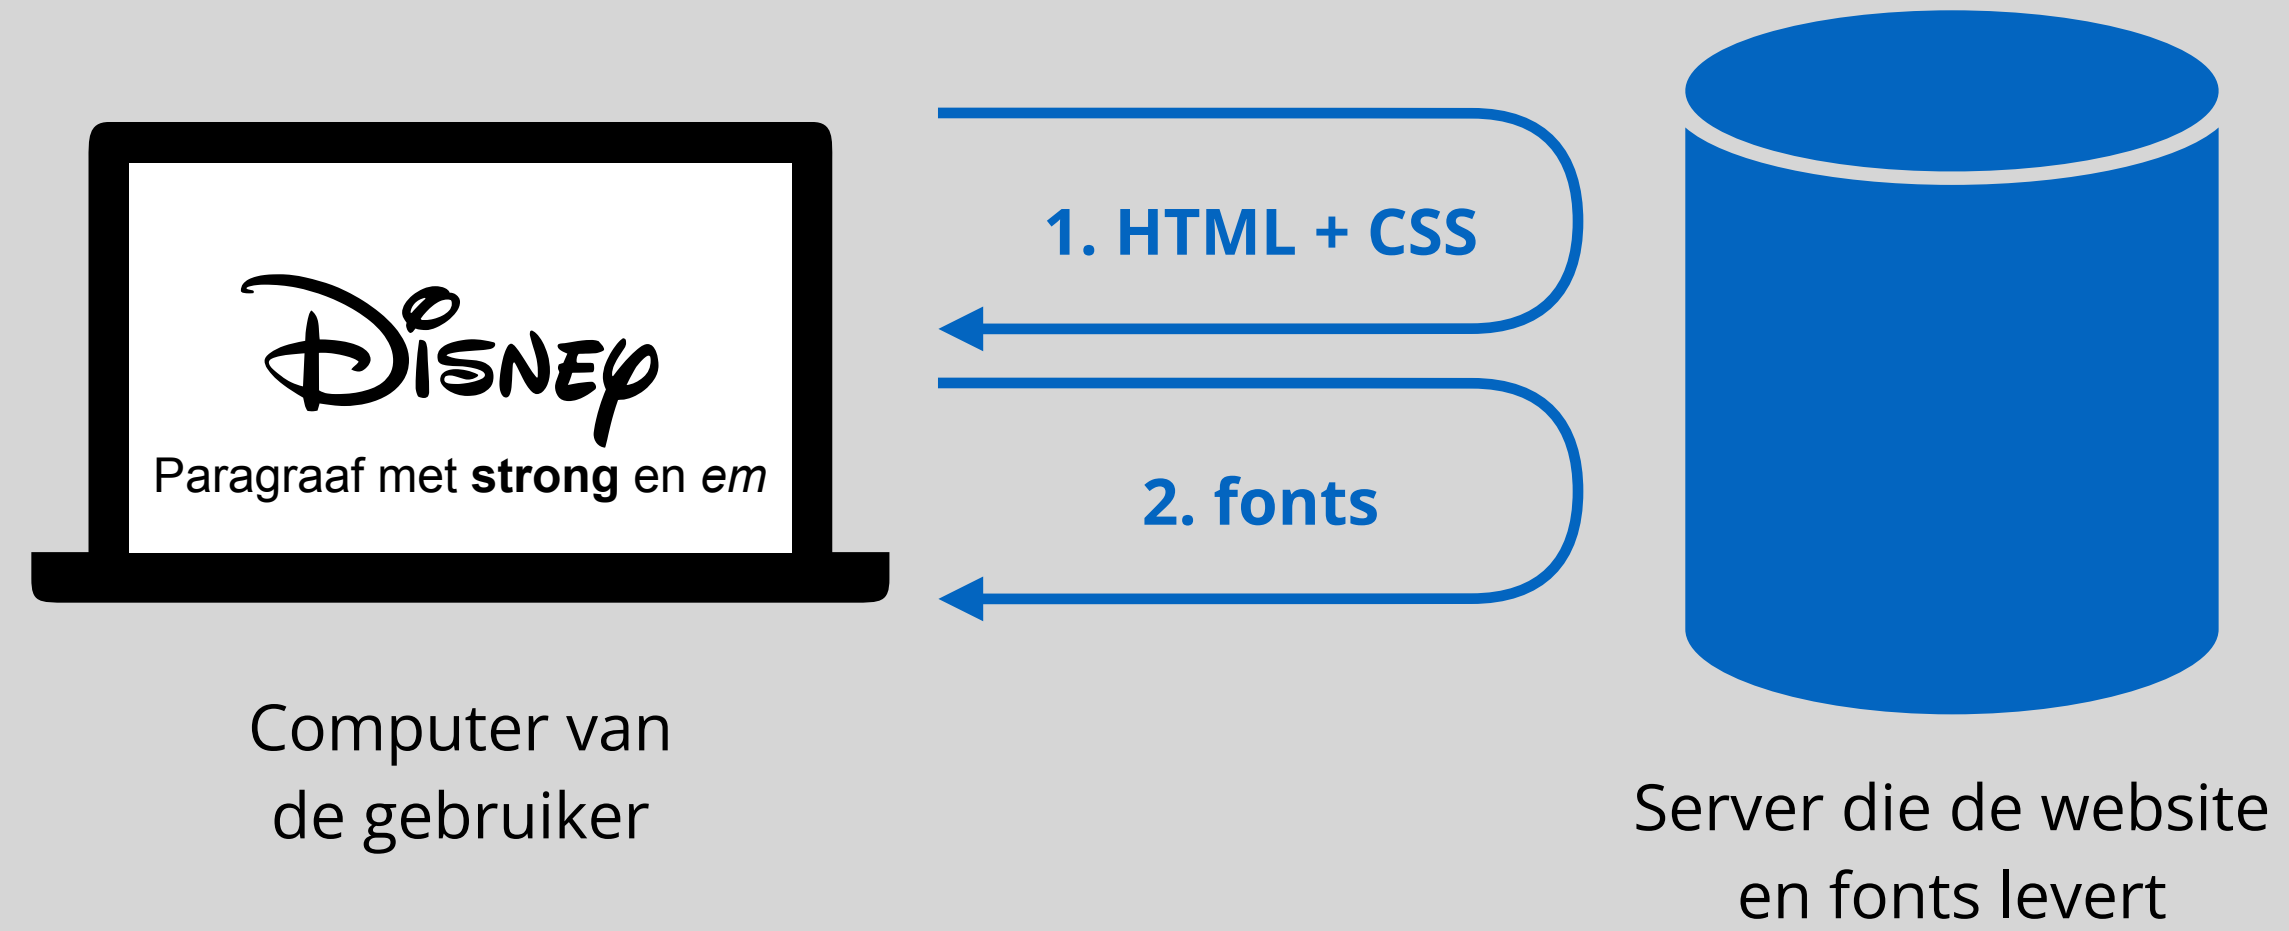 Disney
Paragraaf met strong en em
1. HTML + CSS
2. fonts
Computer van
de gebruiker
Server die de website
en fonts levert